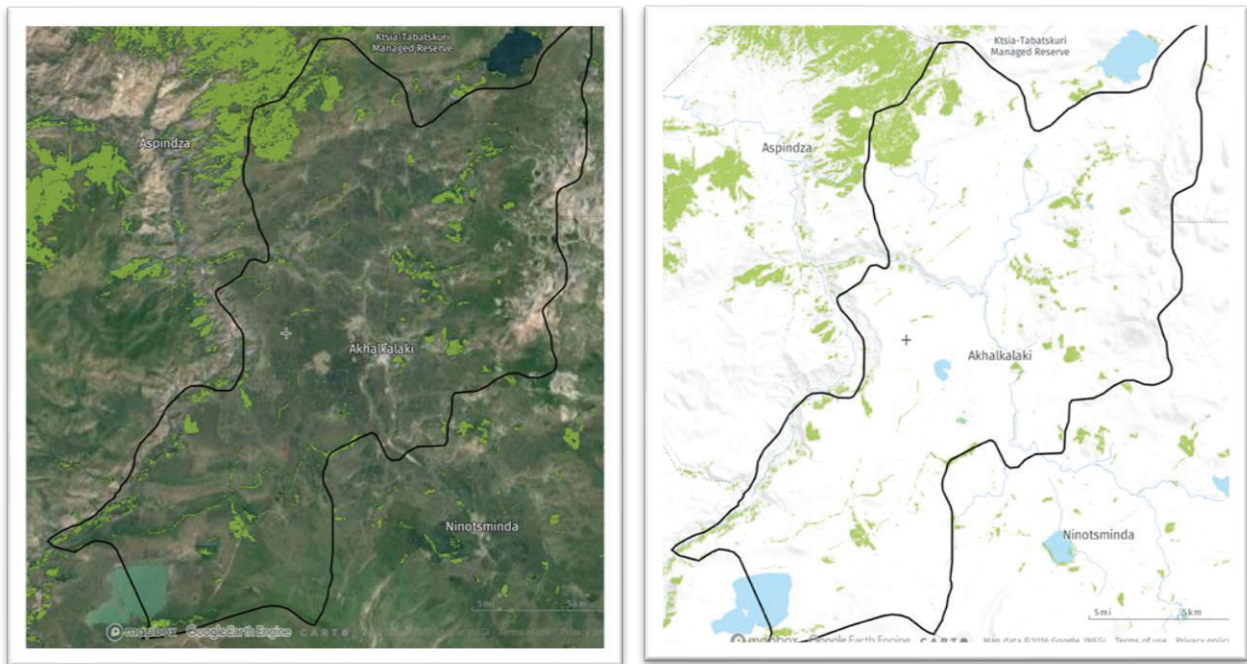 Ktsia-Tabatskuri
Managed Reserve
Aspindza
Akhalkalaki
Ninotsminda
5mi 5km
mapbox Google Earth Engine CARTO
Ktsia-Tabatskuri
Managed Reserve
Aspindza
Akhalkalaki
Ninotsminda
5mi 5km
mapbox Google Earth Engine CARTO Map data ©2016 Google, INEGI Terms of use Privacy polic